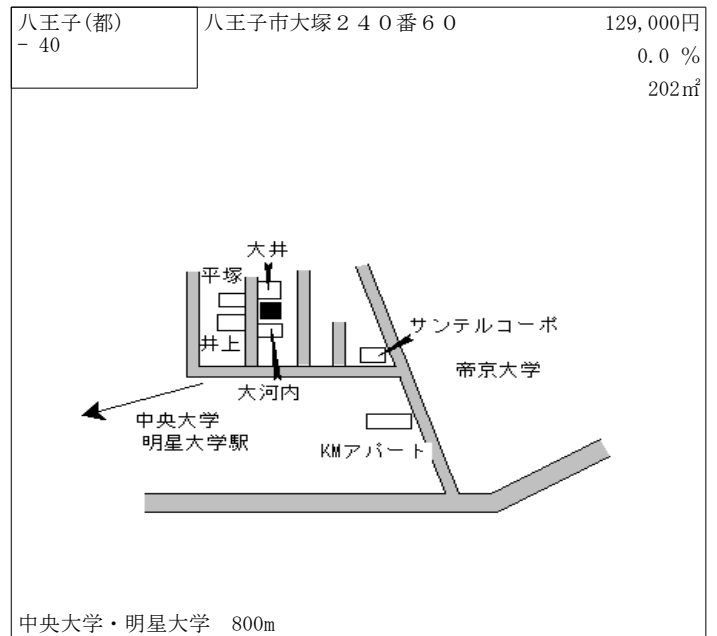 八王子(都)
- 40
八王子市大塚２４０番６０
129,000円
0.0 %
202㎡
大井
平塚
井上
大河内
サンテルコーポ
帝京大学
中央大学
明星大学駅
KMアパート
中央大学・明星大学 800m